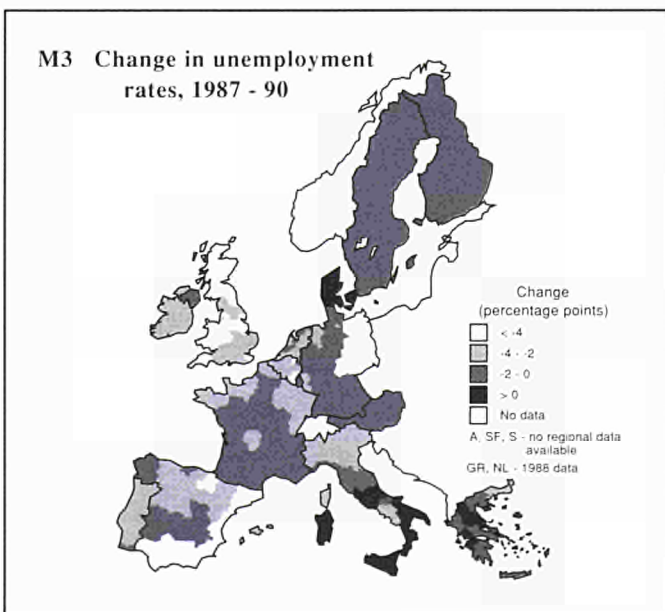 M3 Change in unemployment
rates, 1987 - 90
Change
(percentage points)
< -4
-4 - -2
-2 - 0
> 0
No data
A, SF, S - no regional data
available
GR, NL - 1988 data